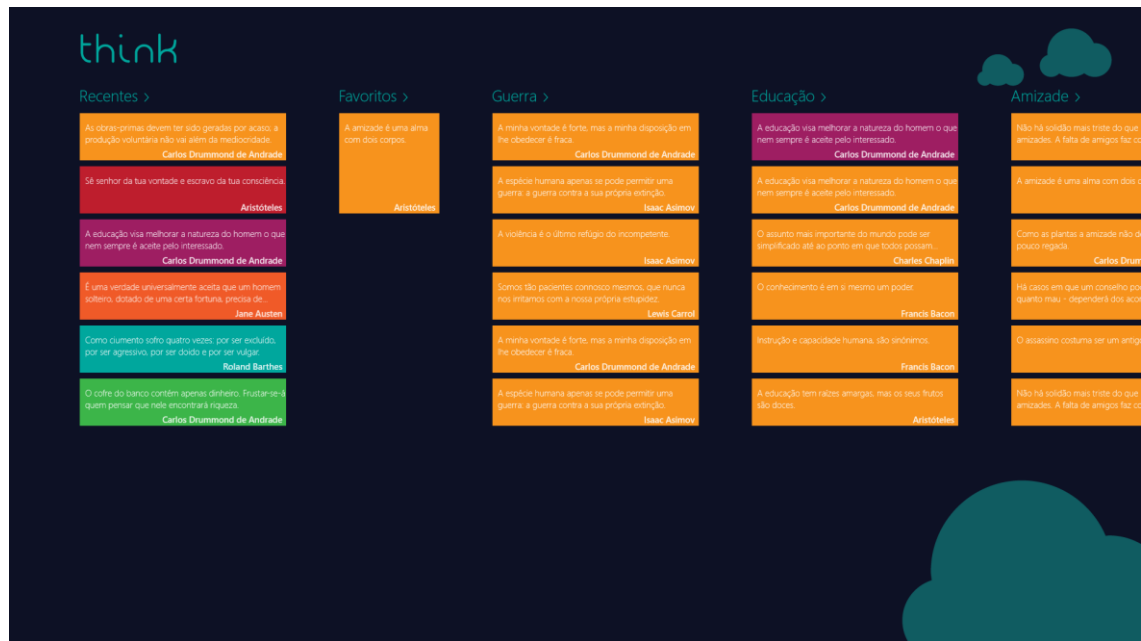 think
Recentes >
As obras-primas devem ter sido geradas por acaso; a
produção voluntária não vai além da mediocridade.
Carlos Drummond de Andrade
Sê senhor da tua vontade e escravo da tua consciência.
Aristóteles
A educação visa melhorar a natureza do homem o que
nem sempre é aceite pelo interessado.
Carlos Drummond de Andrade
É uma verdade universalmente aceita que um homem
solteiro, dotado de uma certa fortuna, precisa de...
Jane Austen
Como ciumento sofro quatro vezes: por ser excluído,
por ser agressivo, por ser doido e por ser vulgar.
Roland Barthes
O cofre do banco contêm apenas dinheiro. Frustar-se-á
quem pensar que nele encontrará riqueza.
Carlos Drummond de Andrade
Favoritos >
A amizade é uma alma
com dois corpos.
Aristóteles
Guerra >
A minha vontade é forte, mas a minha disposição em
lhe obedecer é fraca.
Carlos Drummond de Andrade
A espécie humana apenas se pode permitir uma
guerra: a guerra contra a sua própria extinção.
Isaac Asimov
A violência é o último refúgio do incompetente.
Isaac Asimov
Somos tão pacientes connosco mesmos, que nunca
nos irritamos com a nossa própria estupidez.
Lewis Carrol
A minha vontade é forte, mas a minha disposição em
lhe obedecer é fraca.
Carlos Drummond de Andrade
A espécie humana apenas se pode permitir uma
guerra: a guerra contra a sua própria extinção.
Isaac Asimov
Educação >
A educação visa melhorar a natureza do homem o que
nem sempre é aceite pelo interessado.
Carlos Drummond de Andrade
A educação visa melhorar a natureza do homem o que
nem sempre é aceite pelo interessado.
Carlos Drummond de Andrade
O assunto mais importante do mundo pode ser
simplificado até ao ponto em que todos possam...
Charles Chaplin
O conhecimento é em si mesmo um poder.
Francis Bacon
Instrução e capacidade humana, são sinónimos.
Francis Bacon
A educação tem raízes amargas, mas os seus frutos
são doces.
Aristóteles
Amizade >
Não há solidão mais triste do que
amizades. A falta de amigos faz
A amizade é uma alma com dois
Como as plantas a amizade não
pouco regada.
Carlos
Há casos em que um conselho
quanto mau - dependerá dos
O assassino costuma ser um
Não há solidão mais triste do que
amizades. A falta de amigos faz